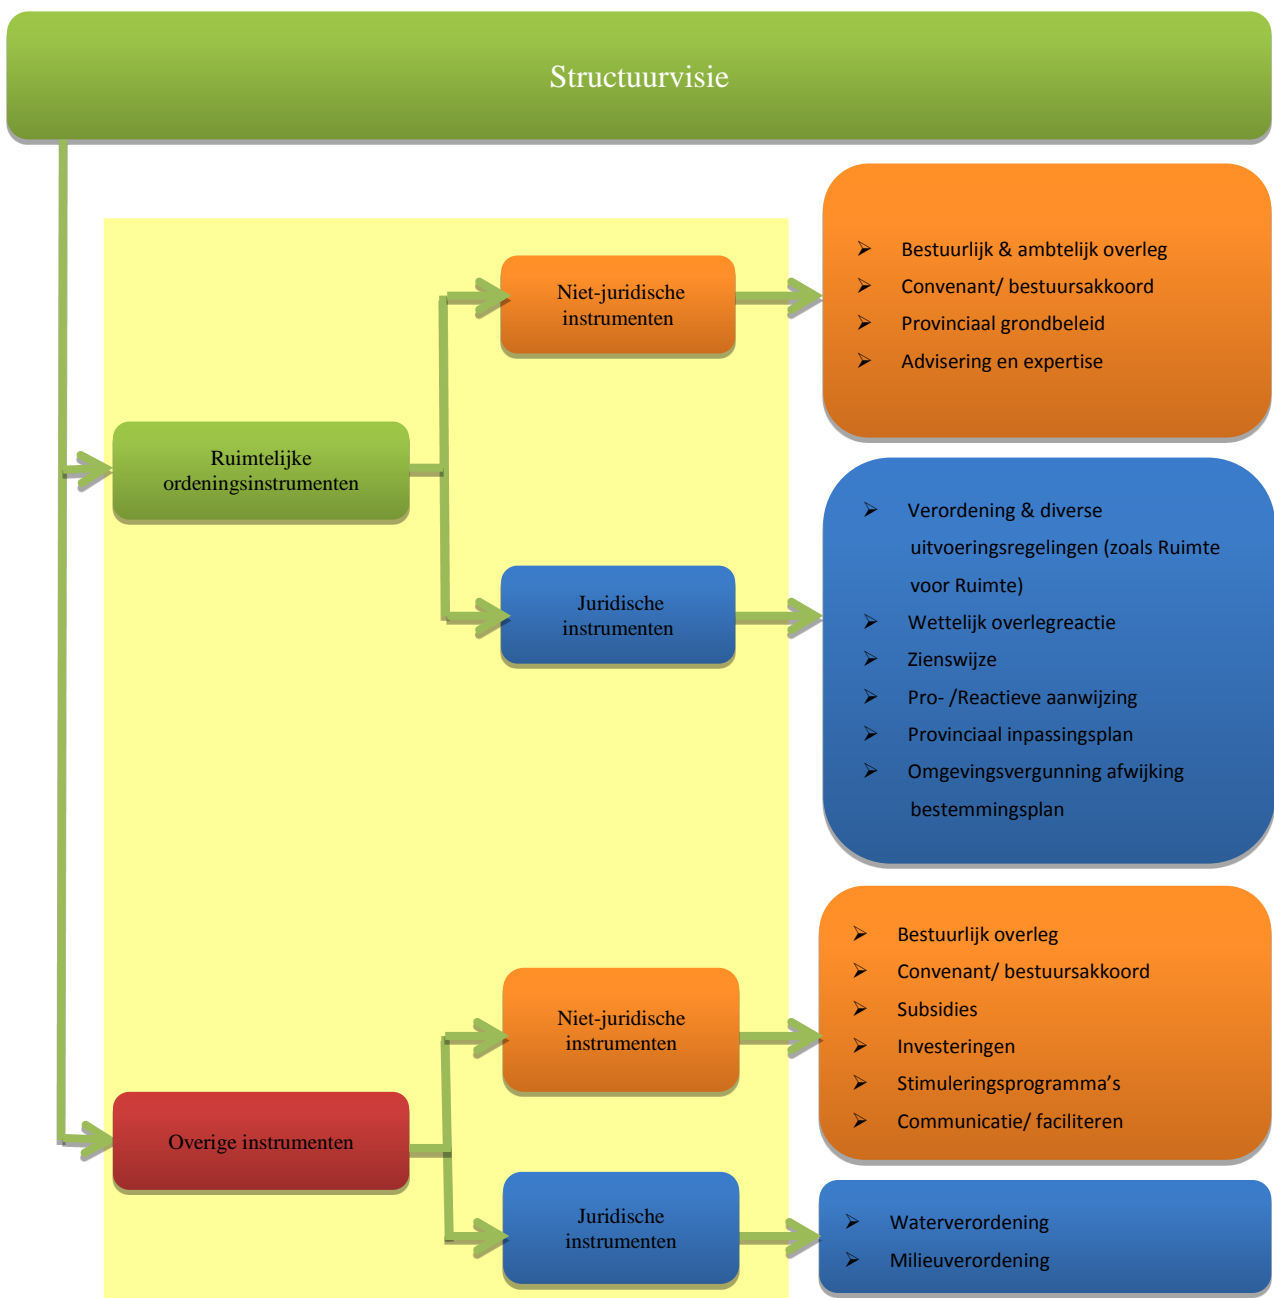 Structuurvisie
Niet-juridische
instrumenten
➢ Bestuurlijk & ambtelijk overleg
➢ Convenant/ bestuursakkoord
➢ Provinciaal grondbeleid
➢ Advisering en expertise
Ruimtelijke
ordeningsinstrumenten
Juridische
instrumenten
➢ Verordening & diverse
uitvoeringsregelingen (zoals Ruimte
voor Ruimte)
➢ Wettelijk overlegreactie
➢ Zienswijze
➢ Pro- /Reactieve aanwijzing
➢ Provinciaal inpassingsplan
➢ Omgevingsvergunning afwijking
bestemmingsplan
Niet-juridische
instrumenten
➢ Bestuurlijk overleg
➢ Convenant/ bestuursakkoord
➢ Subsidies
➢ Investeringen
➢ Stimuleringsprogramma’s
➢ Communicatie/ faciliteren
Overige instrumenten
Juridische
instrumenten
➢ Waterverordening
➢ Milieuverordening